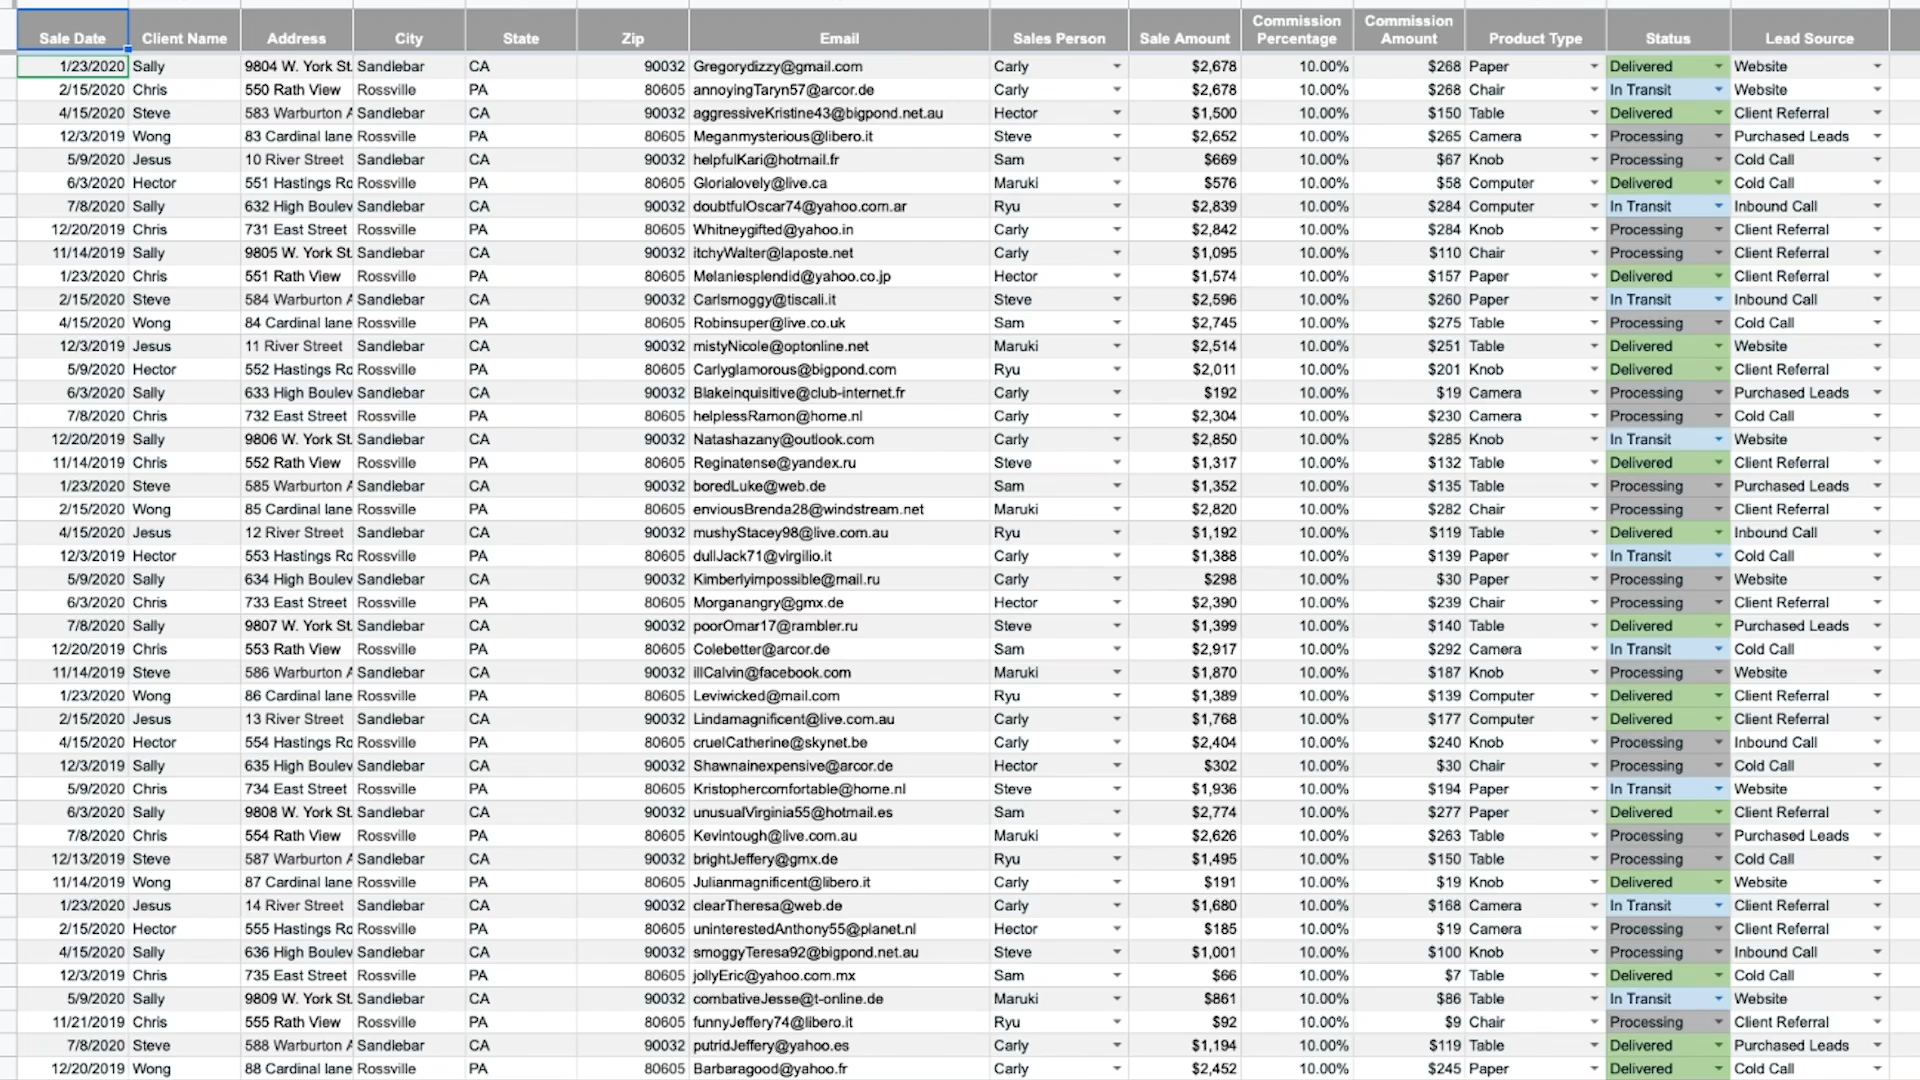 Sale Date Client Name Address City State Zip Email Sales Person Sale Amount Commission Percentage Commission Amount Product Type Status Lead Source
1/23/2020 Sally 9804 W. York St. Sandlebar CA 90032 Gregorydizzy@gmail.com Carly $2,678 10.00% $268 Paper Delivered Website
2/15/2020 Chris 550 Rath View Rossville PA 80605 annoyingTaryn57@arcor.de Carly $2,678 10.00% $268 Chair In Transit Website
4/15/2020 Steve 583 Warburton A Sandlebar CA 90032 aggressiveKristine43@bigpond.net.au Hector $1,500 10.00% $150 Table Delivered Client Referral
12/3/2019 Wong 83 Cardinal lane Rossville PA 80605 Meganmysterious@libero.it Steve $2,652 10.00% $265 Camera Processing Purchased Leads
5/9/2020 Jesus 10 River Street Sandlebar CA 90032 helpfulKari@hotmail.fr Sam $669 10.00% $67 Knob Processing Cold Call
6/3/2020 Hector 551 Hastings Ro Rossville PA 80605 Glorialovely@live.ca Maruki $576 10.00% $58 Computer Delivered Cold Call
7/8/2020 Sally 632 High Boulev Sandlebar CA 90032 doubtfulOscar74@yahoo.com.ar Ryu $2,839 10.00% $284 Computer In Transit Inbound Call
12/20/2019 Chris 731 East Street Rossville PA 80605 Whitneygifted@yahoo.in Carly $2,842 10.00% $284 Knob Processing Client Referral
11/14/2019 Sally 9805 W. York St. Sandlebar CA 90032 itchyWalter@laposte.net Carly $1,095 10.00% $110 Chair Processing Client Referral
1/23/2020 Chris 551 Rath View Rossville PA 80605 Melaniesplendid@yahoo.co.jp Hector $1,574 10.00% $157 Paper Delivered Client Referral
2/15/2020 Steve 584 Warburton A Sandlebar CA 90032 Carlsmoggy@tiscali.it Steve $2,596 10.00% $260 Paper In Transit Inbound Call
4/15/2020 Wong 84 Cardinal lane Rossville PA 80605 Robinsuper@live.co.uk Sam $2,745 10.00% $275 Table Processing Cold Call
12/3/2019 Jesus 11 River Street Sandlebar CA 90032 mistyNicole@optonline.net Maruki $2,514 10.00% $251 Table Delivered Website
5/9/2020 Hector 552 Hastings Ro Rossville PA 80605 Carlyglamorous@bigpond.com Ryu $2,011 10.00% $201 Knob Delivered Client Referral
6/3/2020 Sally 633 High Boulev Sandlebar CA 90032 Blakeinquisitive@club-internet.fr Carly $192 10.00% $19 Camera Processing Purchased Leads
7/8/2020 Chris 732 East Street Rossville PA 80605 helplessRamon@home.nl Carly $2,304 10.00% $230 Camera Processing Cold Call
12/20/2019 Sally 9806 W. York St. Sandlebar CA 90032 Natashazany@outlook.com Carly $2,850 10.00% $285 Knob In Transit Website
11/14/2019 Chris 552 Rath View Rossville PA 80605 Reginatense@yandex.ru Steve $1,317 10.00% $132 Table Delivered Client Referral
1/23/2020 Steve 585 Warburton A Sandlebar CA 90032 boredLuke@web.de Sam $1,352 10.00% $135 Table Processing Purchased Leads
2/15/2020 Wong 85 Cardinal lane Rossville PA 80605 enviousBrenda28@windstream.net Maruki $2,820 10.00% $282 Chair Processing Client Referral
4/15/2020 Jesus 12 River Street Sandlebar CA 90032 mushyStacey98@live.com.au Ryu $1,192 10.00% $119 Table Delivered Inbound Call
12/3/2019 Hector 553 Hastings Ro Rossville PA 80605 dullJack71@virgilio.it Carly $1,388 10.00% $139 Paper In Transit Cold Call
5/9/2020 Sally 634 High Boulev Sandlebar CA 90032 Kimberlyimpossible@mail.ru Carly $298 10.00% $30 Paper Processing Website
6/3/2020 Chris 733 East Street Rossville PA 80605 Morganangry@gmx.de Hector $2,390 10.00% $239 Chair Processing Client Referral
7/8/2020 Sally 9807 W. York St. Sandlebar CA 90032 poorOmar17@rambler.ru Steve $1,399 10.00% $140 Table Delivered Purchased Leads
12/20/2019 Chris 553 Rath View Rossville PA 80605 Colebetter@arcor.de Sam $2,917 10.00% $292 Camera In Transit Cold Call
11/14/2019 Steve 586 Warburton A Sandlebar CA 90032 illCalvin@facebook.com Maruki $1,870 10.00% $187 Knob Processing Website
1/23/2020 Wong 86 Cardinal lane Rossville PA 80605 Leviwicked@mail.com Ryu $1,389 10.00% $139 Computer Delivered Client Referral
2/15/2020 Jesus 13 River Street Sandlebar CA 90032 Lindamagnificent@live.com.au Carly $1,768 10.00% $177 Computer Delivered Client Referral
4/15/2020 Hector 554 Hastings Ro Rossville PA 80605 cruelCatherine@skynet.be Carly $2,404 10.00% $240 Knob Processing Inbound Call
12/3/2019 Sally 635 High Boulev Sandlebar CA 90032 Shawnainexpensive@arcor.de Hector $302 10.00% $30 Chair Processing Cold Call
5/9/2020 Chris 734 East Street Rossville PA 80605 Kristophercomfortable@home.nl Steve $1,936 10.00% $194 Paper In Transit Website
6/3/2020 Sally 9808 W. York St. Sandlebar CA 90032 unusualVirginia55@hotmail.es Sam $2,774 10.00% $277 Paper Delivered Client Referral
7/8/2020 Chris 554 Rath View Rossville PA 80605 Kevintough@live.com.au Maruki $2,626 10.00% $263 Table Processing Purchased Leads
12/13/2019 Steve 587 Warburton A Sandlebar CA 90032 brightJeffery@gmx.de Ryu $1,495 10.00% $150 Table Processing Cold Call
11/14/2019 Wong 87 Cardinal lane Rossville PA 80605 Julianmagnificent@libero.it Carly $191 10.00% $19 Knob Delivered Website
1/23/2020 Jesus 14 River Street Sandlebar CA 90032 clearTheresa@web.de Carly $1,680 10.00% $168 Camera In Transit Client Referral
2/15/2020 Hector 555 Hastings Ro Rossville PA 80605 uninterestedAnthony55@planet.nl Hector $185 10.00% $19 Camera Processing Client Referral
4/15/2020 Sally 636 High Boulev Sandlebar CA 90032 smoggyTeresa92@bigpond.net.au Steve $1,001 10.00% $100 Knob Processing Inbound Call
12/3/2019 Chris 735 East Street Rossville PA 80605 jollyEric@yahoo.com.mx Sam $66 10.00% $7 Table Delivered Cold Call
5/9/2020 Sally 9809 W. York St. Sandlebar CA 90032 combativeJesse@t-online.de Maruki $861 10.00% $86 Table In Transit Website
11/21/2019 Chris 555 Rath View Rossville PA 80605 funnyJeffery74@libero.it Ryu $92 10.00% $9 Chair Processing Client Referral
7/8/2020 Steve 588 Warburton A Sandlebar CA 90032 putridJeffery@yahoo.es Carly $1,194 10.00% $119 Table Delivered Purchased Leads
12/20/2019 Wong 88 Cardinal lane Rossville PA 80605 Barbaragood@yahoo.fr Carly $2,452 10.00% $245 Paper Delivered Cold Call